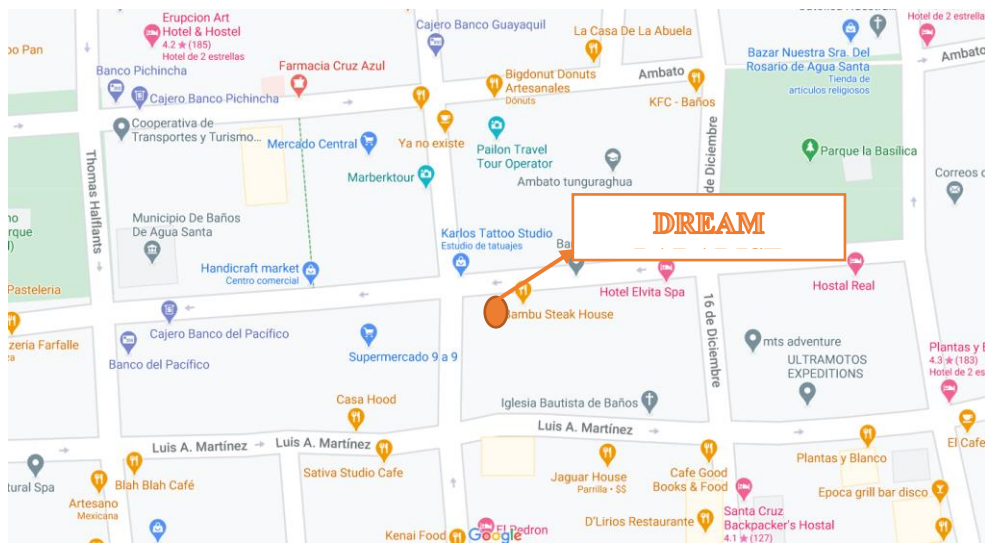 Erupcion Art
Hotel & Hostel
4.2 ★ (185)
Hotel de 2 estrellas
Cajero Banco Guayaquil
La Casa De La Abuela
Hotel de 2 estrella
Bazar Nuestra Sra. Del
Rosario de Agua Santa
Tienda de
artículos religiosos
Ambato
Pan
Banco Pichincha
Farmacia Cruz Azul
Bigdonut Donuts
Artesanales
Donuts
Ambato
KFC - Baños
Cajero Banco Pichincha
Cooperativa de
Transportes y Turismo...
Mercado Central
Ya no existe
Pailon Travel
Tour Operator
Parque la Basílica
Thomas Halflants
Marberktour
Ambato tunguraghua
de Diciembre
Correos
Municipio De Baños
De Agua Santa
DREAM
Karlos Tattoo Studio
Estudio de tatuajes
Ba
Handicraft market
Centro comercial
Hotel Elvita Spa
Hostal Real
Pasteleria
Bambu Steak House
16 de Diciembre
Cajero Banco del Pacífico
zeria Farfalle
Banco del Pacífico
Supermercado 9 a 9
mts adventure
ULTRAMOTOS
EXPEDITIONS
Plantas y
4.3 ★ (183)
Hotel de 2 es
Casa Hood
Iglesia Bautista de Baños
Luis A. Martínez
Luis A. Martínez
Luis A. Martínez
El Cafe
Plantas y Blanco
tural Spa
Blah Blah Café
Sativa Studio Cafe
Jaguar House
Parrilla • $$
Cafe Good
Books & Food
Artesano
Mexicana
Epoca grill bar disco
Santa Cruz
Backpacker's Hostal
4.1 ★ (127)
D'Lirios Restaurante
Kenai Food
El Pedron
Google